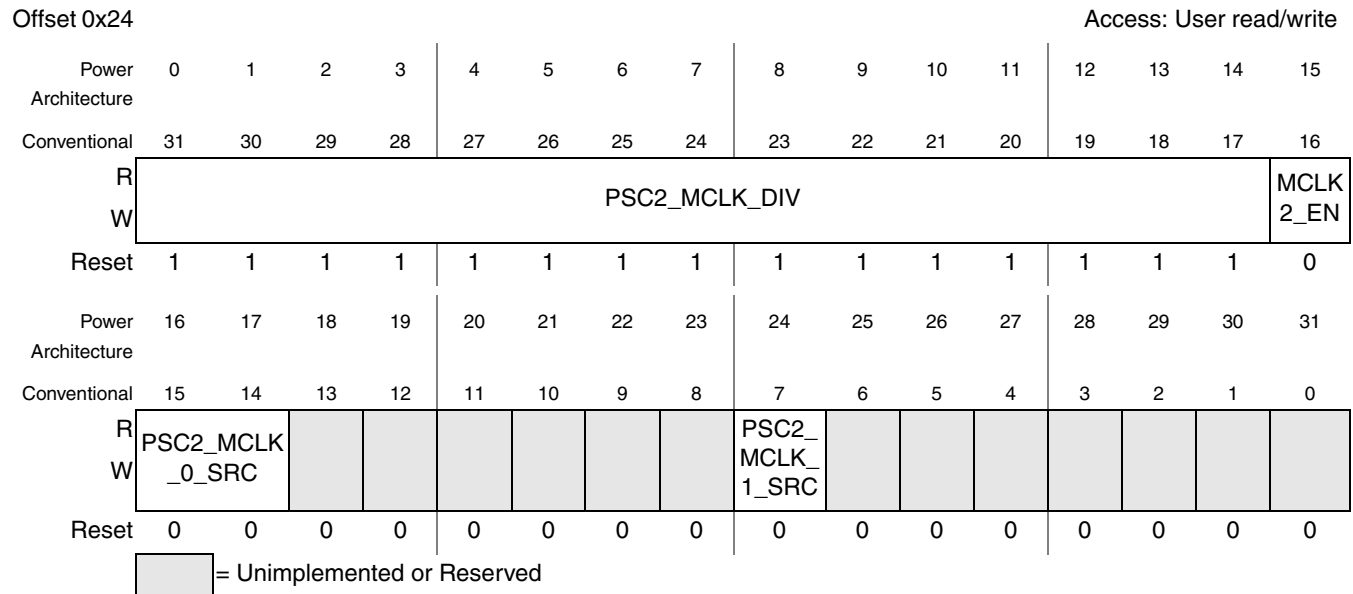 Offset 0x24 Access: User read/write
Power Architecture 0 1 2 3 4 5 6 7 8 9 10 11 12 13 14 15
Conventional 31 30 29 28 27 26 25 24 23 22 21 20 19 18 17 16
R
W
PSC2_MCLK_DIV
MCLK
2_EN
Reset 1 1 1 1 1 1 1 1 1 1 1 1 1 1 1 0
Power Architecture 16 17 18 19 20 21 22 23 24 25 26 27 28 29 30 31
Conventional 15 14 13 12 11 10 9 8 7 6 5 4 3 2 1 0
R
W
PSC2_MCLK
_0_SRC
PSC2_
MCLK_
1_SRC
Reset 0 0 0 0 0 0 0 0 0 0 0 0 0 0 0 0
= Unimplemented or Reserved